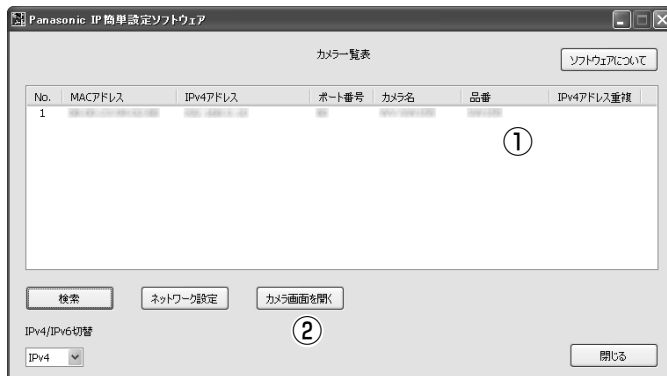 Panasonic IP簡単設定ソフトウェア
カメラ一覧表
ソフトウェアについて
No. MACアドレス IPv4アドレス ポート番号 カメラ名 品番 IPv4アドレス重複
1
①
検索 ネットワーク設定 カメラ画面を開く
②
IPv4/IPv6切替
IPv4 閉じる